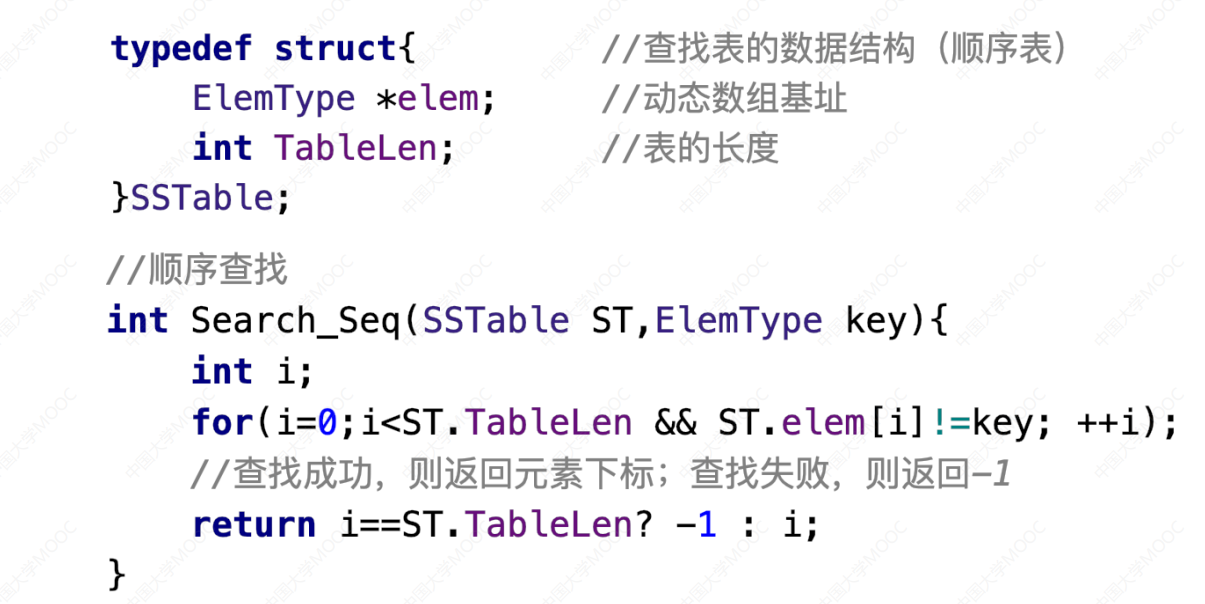 typedef struct{ //查找表的数据结构（顺序表）
ElemType *elem; //动态数组基址
int TableLen; //表的长度
}SSTable;
//顺序查找
int Search_Seq(SSTable ST,ElemType key){
int i;
for(i=0;i<ST.TableLen && ST.elem[i]!=key; ++i);
//查找成功，则返回元素下标；查找失败，则返回-1
return i==ST.TableLen? -1 : i;
}
中国大学MOOC